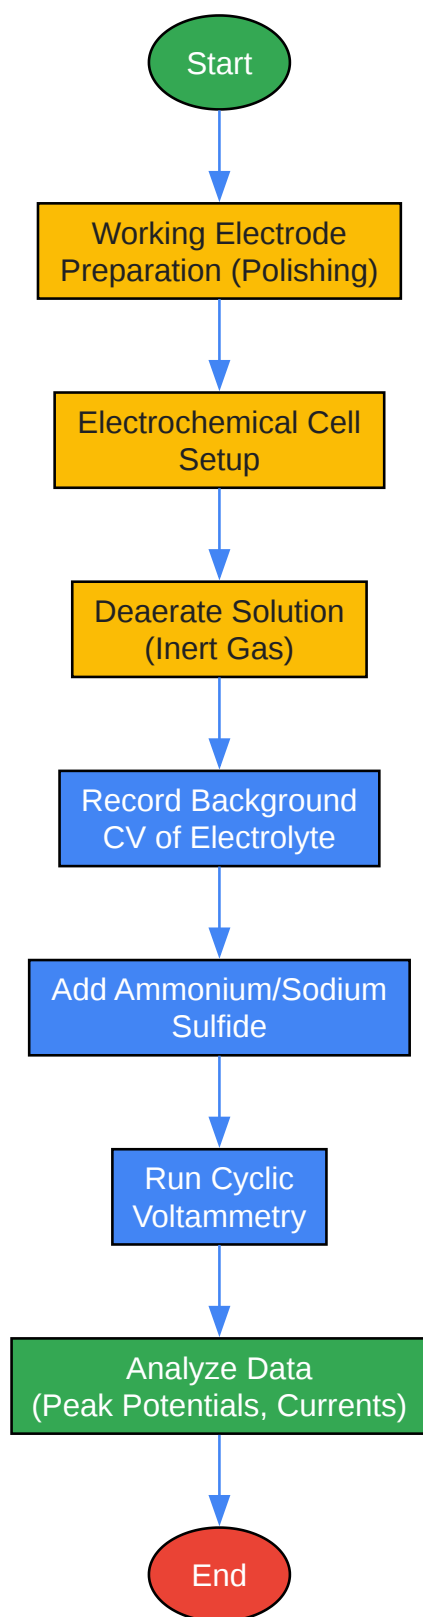 Start
Working Electrode
Preparation (Polishing)
Electrochemical Cell
Setup
Deaerate Solution
(Inert Gas)
Record Background
CV of Electrolyte
Add Ammonium/Sodium
Sulfide
Run Cyclic
Voltammetry
Analyze Data
(Peak Potentials, Currents)
End